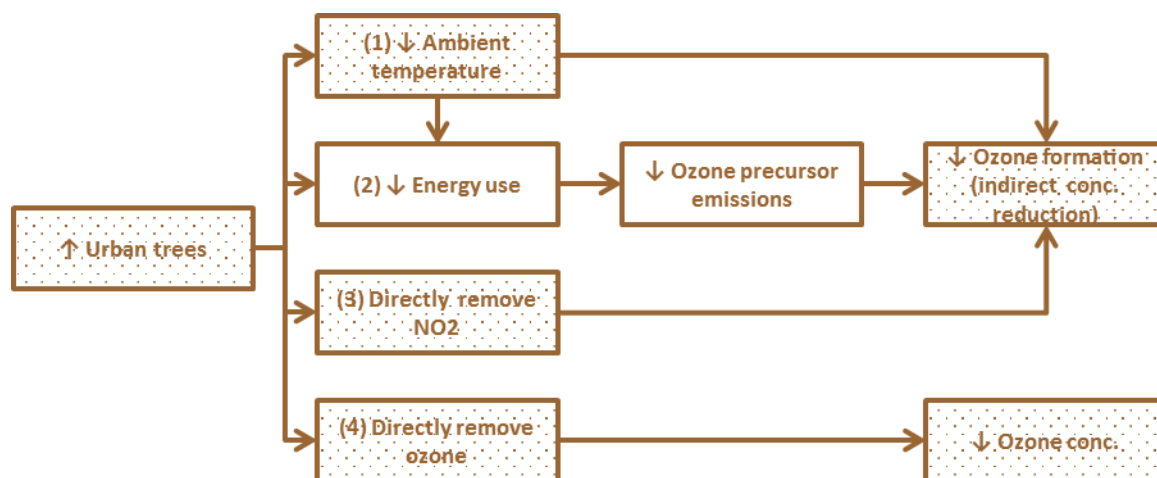 (1) ↓ Ambient
temperature
(2) ↓ Energy use
↓ Ozone precursor
emissions
↓ Ozone formation
(indirect conc.
reduction)
↑ Urban trees
(3) Directly remove
NO2
(4) Directly remove
ozone
↓ Ozone conc.